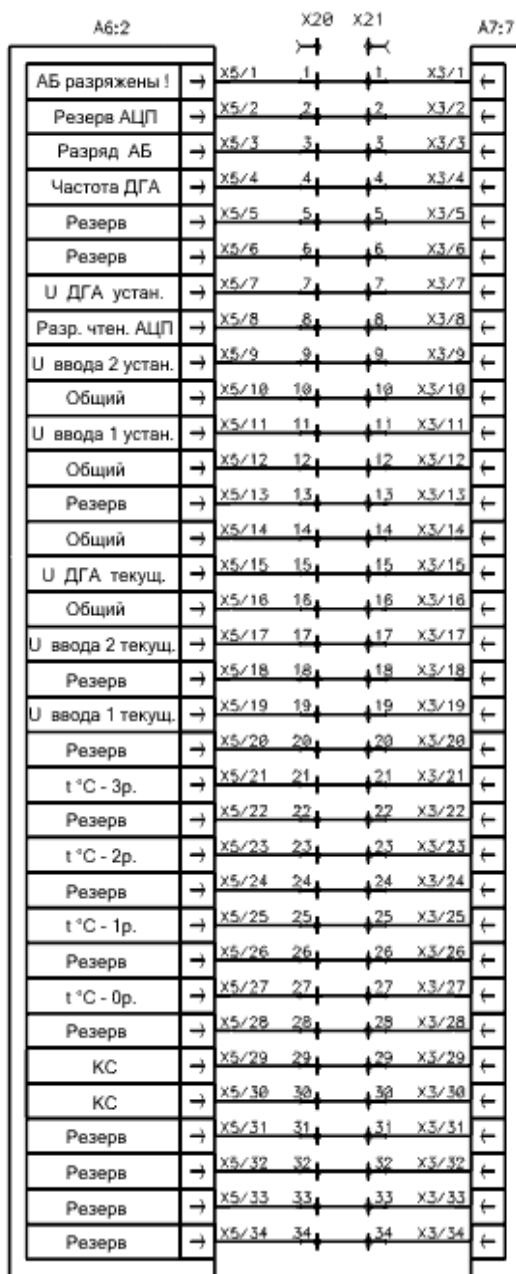 X20 X21
A6:2 A7:7
АБ разряжены ! X5/1 1 1 X3/1
Резерв АЦП X5/2 2 2 X3/2
Разряд АБ X5/3 3 3 X3/3
Частота ДГА X5/4 4 4 X3/4
Резерв X5/5 5 5 X3/5
Резерв X5/6 6 6 X3/6
U ДГА устан. X5/7 7 7 X3/7
Разр. чтен. АЦП X5/8 8 8 X3/8
U ввода 2 устан. X5/9 9 9 X3/9
Общий X5/10 10 10 X3/10
U ввода 1 устан. X5/11 11 11 X3/11
Общий X5/12 12 12 X3/12
Резерв X5/13 13 13 X3/13
Общий X5/14 14 14 X3/14
U ДГА текущ. X5/15 15 15 X3/15
Общий X5/16 16 16 X3/16
U ввода 2 текущ. X5/17 17 17 X3/17
Резерв X5/18 18 18 X3/18
U ввода 1 текущ. X5/19 19 19 X3/19
Резерв X5/20 20 20 X3/20
t °C - 3р. X5/21 21 21 X3/21
Резерв X5/22 22 22 X3/22
t °C - 2р. X5/23 23 23 X3/23
Резерв X5/24 24 24 X3/24
t °C - 1р. X5/25 25 25 X3/25
Резерв X5/26 26 26 X3/26
t °C - 0р. X5/27 27 27 X3/27
Резерв X5/28 28 28 X3/28
КС X5/29 29 29 X3/29
КС X5/30 30 30 X3/30
Резерв X5/31 31 31 X3/31
Резерв X5/32 32 32 X3/32
Резерв X5/33 33 33 X3/33
Резерв X5/34 34 34 X3/34